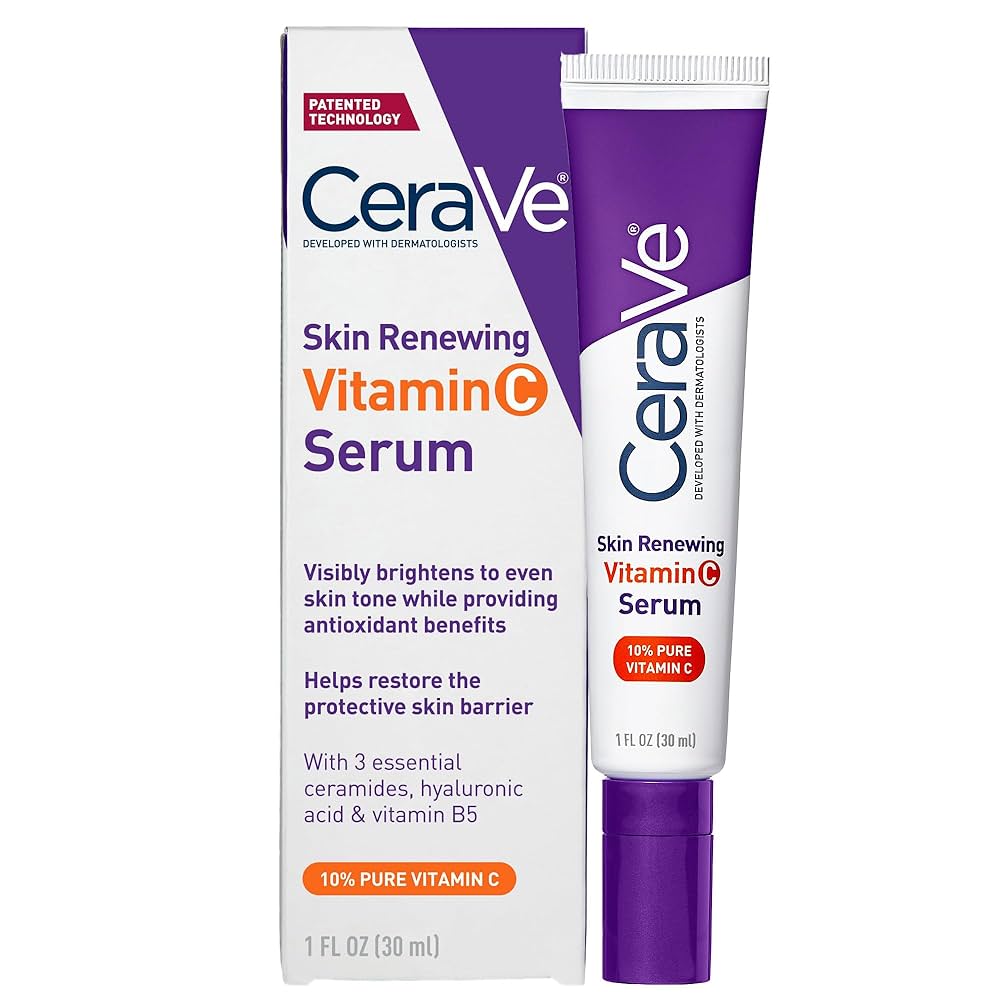 PATENTED
TECHNOLOGY
CeraVe®
DEVELOPED WITH DERMATOLOGISTS
Skin Renewing
Vitamin C
Serum
Visibly brightens to even
skin tone while providing
antioxidant benefits
Helps restore the
protective skin barrier
With 3 essential
ceramides, hyaluronic
acid & vitamin B5
10% PURE VITAMIN C
1 FL OZ (30 ml)
CeraVe®
DEVELOPED WITH DERMATOLOGISTS
Skin Renewing
Vitamin C
Serum
10% PURE
VITAMIN C
1 FL OZ (30 ml)